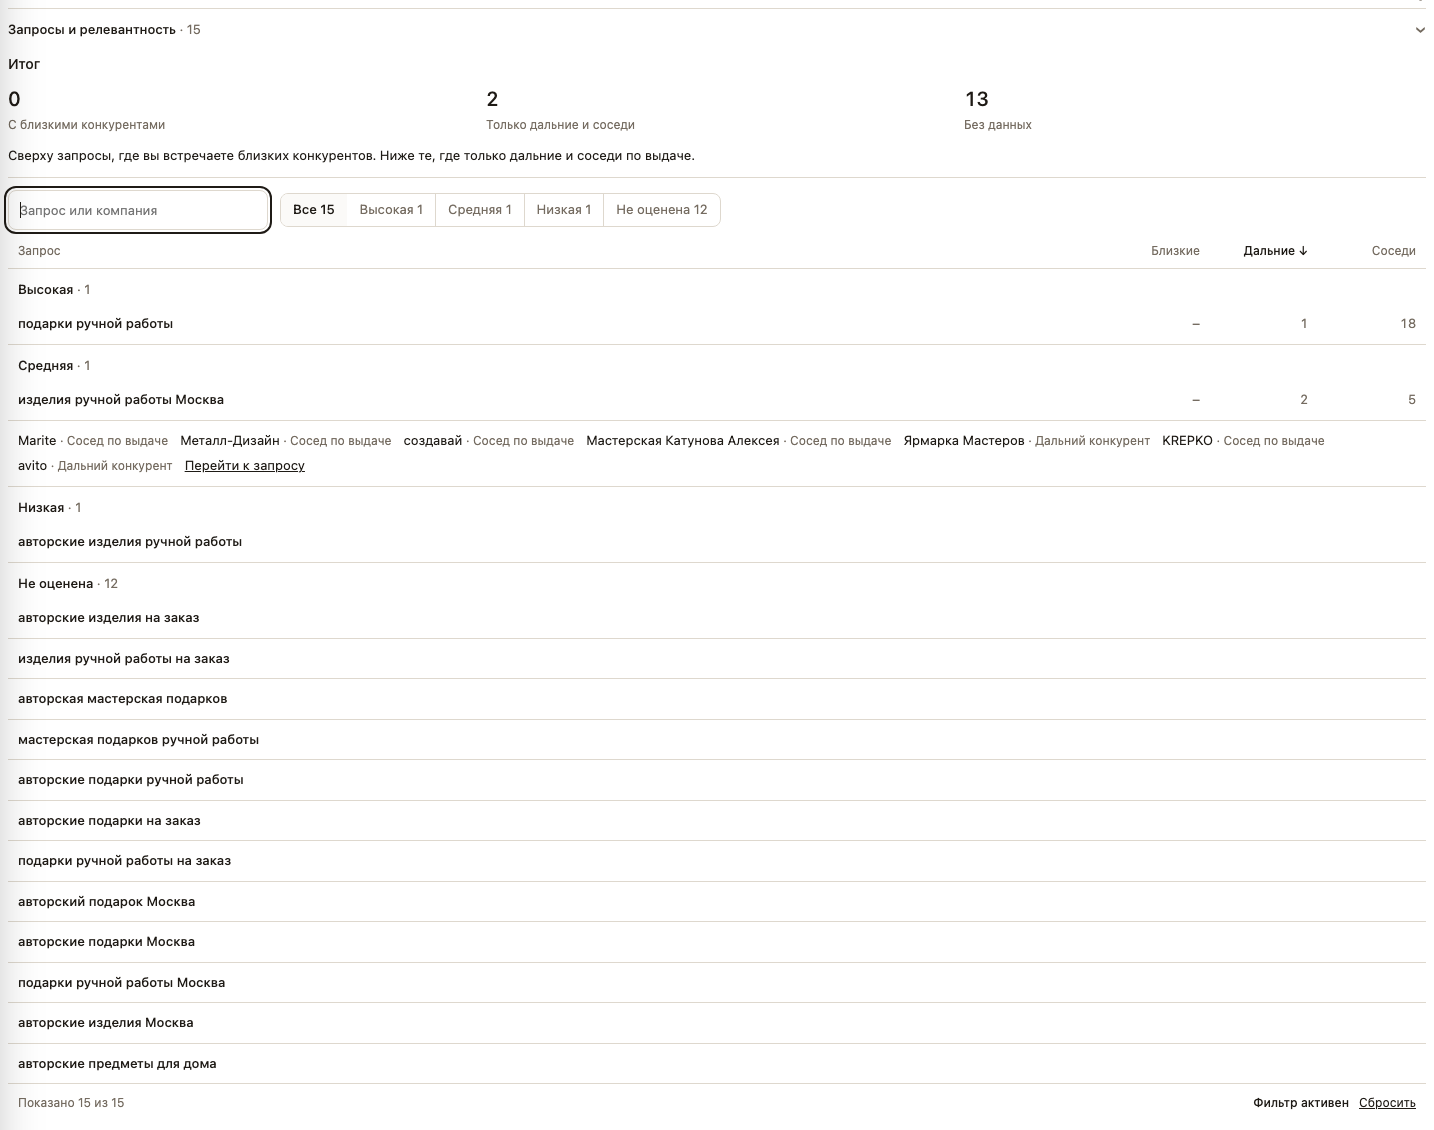 Запросы и релевантность · 15
Итог
0 2 13
С близкими конкурентами Только дальние и соседи Без данных
Сверху запросы, где вы встречаете близких конкурентов. Ниже те, где только дальние и соседи по выдаче.
Запрос или компания Все 15 Высокая 1 Средняя 1 Низкая 1 Не оценена 12
Запрос Близкие Дальние ↓ Соседи
Высокая · 1
подарки ручной работы – 1 18
Средняя · 1
изделия ручной работы Москва – 2 5
Marite · Сосед по выдаче Металл-Дизайн · Сосед по выдаче создавай · Сосед по выдаче Мастерская Катунова Алексея · Сосед по выдаче Ярмарка Мастеров · Дальний конкурент KREPKO · Сосед по выдаче
avito · Дальний конкурент Перейти к запросу
Низкая · 1
авторские изделия ручной работы
Не оценена · 12
авторские изделия на заказ
изделия ручной работы на заказ
авторская мастерская подарков
мастерская подарков ручной работы
авторские подарки ручной работы
авторские подарки на заказ
подарки ручной работы на заказ
авторский подарок Москва
авторские подарки Москва
подарки ручной работы Москва
авторские изделия Москва
авторские предметы для дома
Показано 15 из 15 Фильтр активен Сбросить